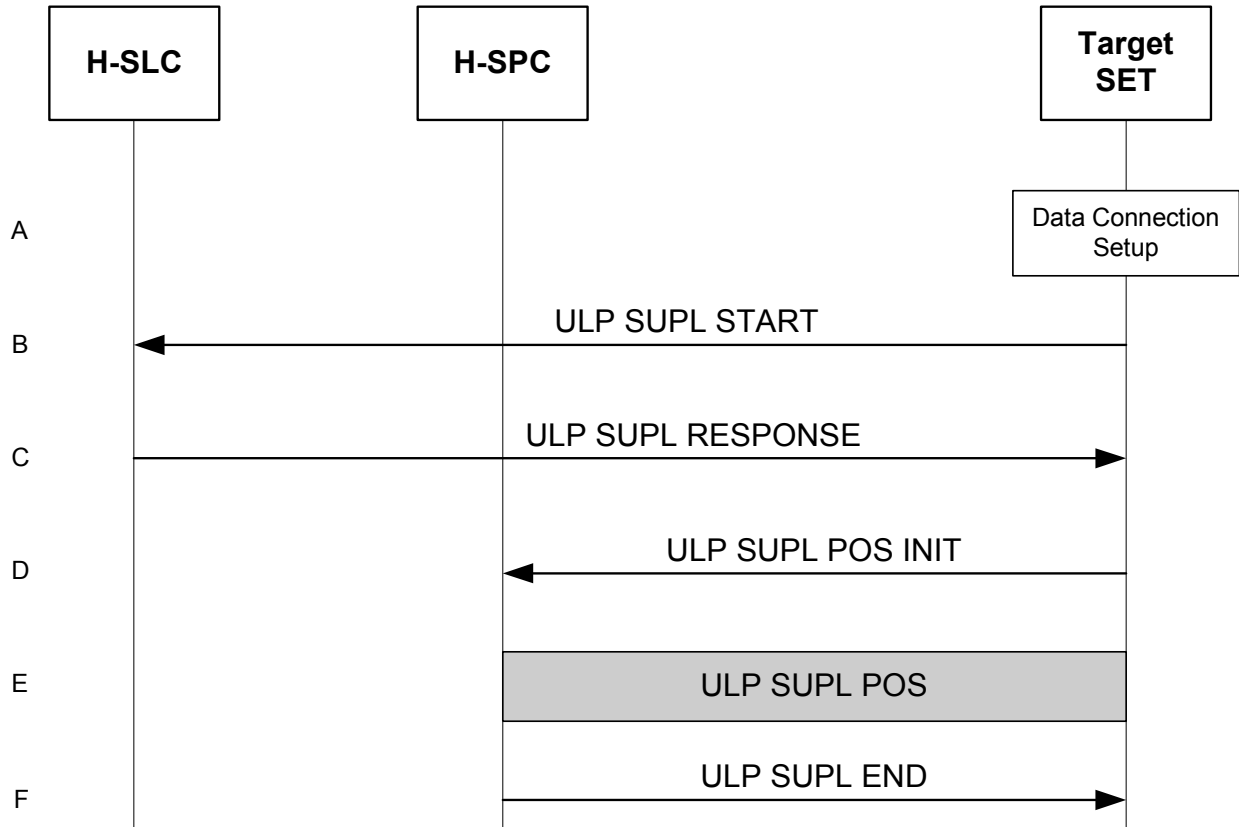 H-SLC
H-SPC
Target
SET
A
Data Connection
Setup
B
ULP SUPL START
C
ULP SUPL RESPONSE
D
ULP SUPL POS INIT
E
ULP SUPL POS
F
ULP SUPL END